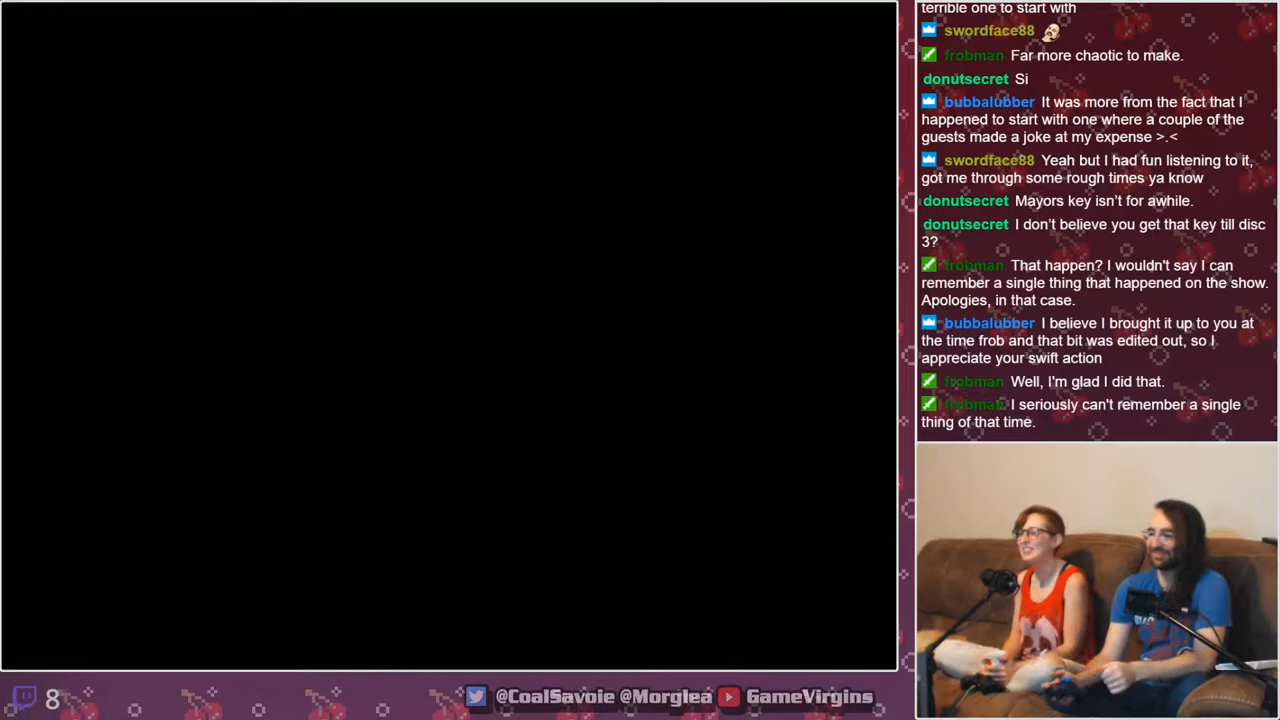 terrible one to start with
swordface88
frobman Far more chaotic to make.
donutsecret Si
bubbalubber It was more from the fact that I
happened to start with one where a couple of the
guests made a joke at my expense >.<
swordface88 Yeah but I had fun listening to it,
got me through some rough times ya know
donutsecret Mayors key isn't for awhile.
donutsecret I don't believe you get that key till disc
3?
frobman That happen? I wouldn't say I can
remember a single thing that happened on the show.
Apologies, in that case.
bubbalubber I believe I brought it up to you at
the time frob and that bit was edited out, so I
appreciate your swift action
frobman Well, I'm glad I did that.
frobman I seriously can't remember a single
thing of that time.
8
@CoalSavoie @Morglea GameVirgins